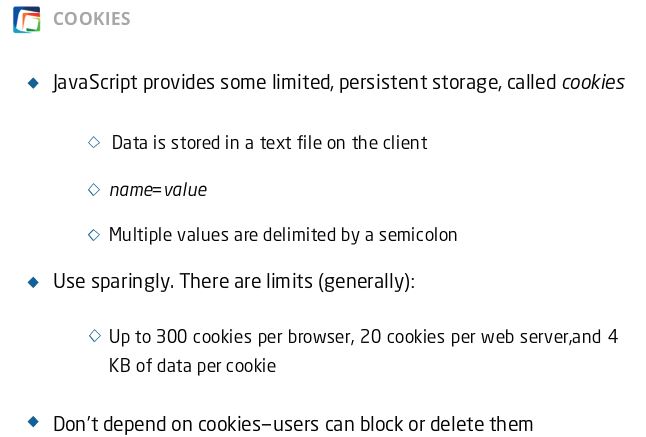 COOKIES
JavaScript provides some limited, persistent storage, called cookies
Data is stored in a text file on the client
name=value
Multiple values are delimited by a semicolon
Use sparingly. There are limits (generally):
Up to 300 cookies per browser, 20 cookies per web server,and 4
KB of data per cookie
Don't depend on cookies—users can block or delete them